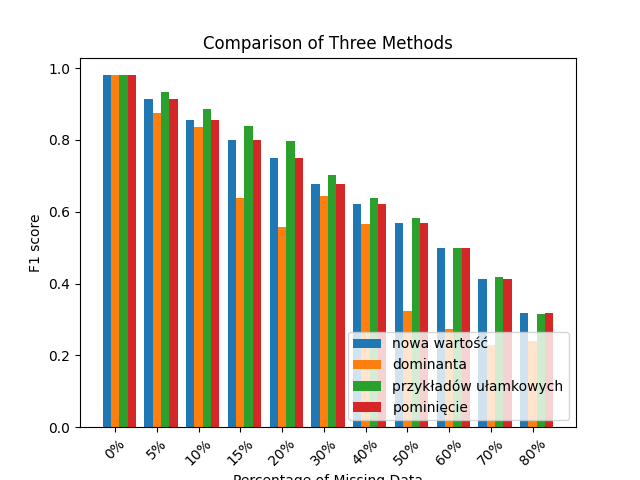 Comparison of Three Methods
1.0
0.8
0.6
0.4
0.2
0.0
F1 score
nowa wartość
dominanta
przykładów ułamkowych
pominięcie
0%
5%
10%
15%
20%
30%
40%
50%
60%
70%
80%
Percentage of Missing Data